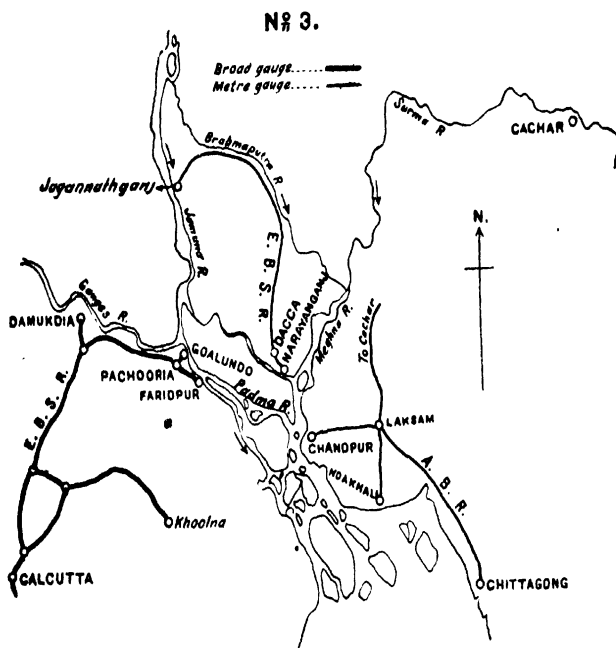 No 3.
Broad gauge......
Metre gauge......
Surma R.
CACHAR
Brahmaputra R.
Jagannathganj
Jamuna R.
E. B. S. R.
N.
Ganges R.
DAMUKDIA
DACCA
NARAYANGANJ
Meghna R.
To Cachar
GOALUNDO
PACHOORIA
FARIDPUR
Padma R.
E. B. S. R.
LAKSAM
CHANDPUR
A. B. R.
NOAKHALI
Khoolna
CALCUTTA
CHITTAGONG